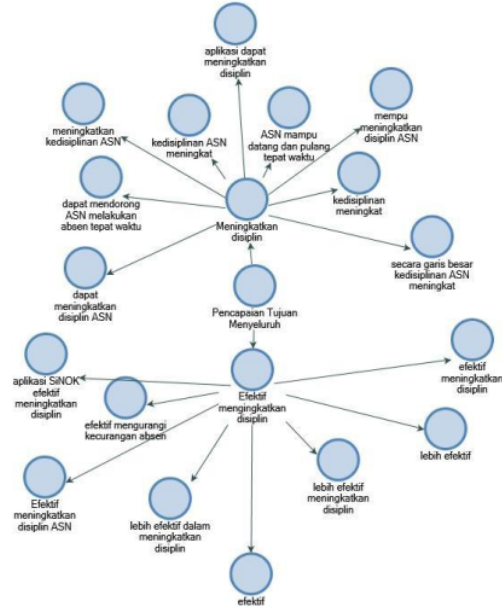 aplikasi dapat
meningkatkan
disiplin
meningkatkan
kedisiplinan ASN
kedisiplinan ASN
meningkat
ASN mampu
datang dan pulang
tepat waktu
mempu
meningkatkan
disiplin ASN
dapat mendorong
ASN melakukan
absen tepat waktu
Meningkatkan
disiplin
kedisiplinan
meningkat
dapat
meningkatkan
disiplin ASN
secara garis besar
kedisiplinan ASN
meningkat
Pencapaian Tujuan
Menyeluruh
aplikasi SiNOK
efektif
meningkatkan
disiplin
efektif mengurangi
kecurangan absen
Efektif
mengingkatkan
disiplin
efektif
meningkatkan
disiplin
lebih efektif
Efektif
meningkatkan
disiplin ASN
lebih efektif dalam
meningkatkan
disiplin
lebih efektif
meningkatkan
disiplin
efektif